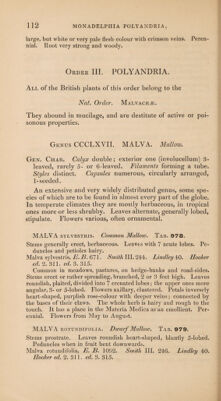 112 MONADELPHIA POLYANDRIA.
large, but white or very pale flesh colour with crimson veins. Peren-
nial. Root very strong and woody.
Order III. POLYANDRIA.
All of the British plants of this order belong to the
Nat. Order. Malvaceæ.
They abound in mucilage, and are destitute of active or poi-
sonous properties.
Genus CCCLXVII. MALVA. Mallow.
Gen. Char. Calyx double; exterior one (involucellum) 3-
leaved, rarely 5- or 6-leaved. Filaments forming a tube.
Styles distinct. Capsules numerous, circularly arranged,
1-seeded.
An extensive and very widely distributed genus, some spe-
cies of which are to be found in almost every part of the globe.
In temperate climates they are mostly herbaceous, in tropical
ones more or less shrubby. Leaves alternate, generally lobed,
stipulate. Flowers various, often ornamental.
MALVA sylvestris. Common Mallow. Tab. 978.
Stems generally erect, herbaceous. Leaves with 7 acute lobes. Pe-
duncles and petioles hairy.
Malva sylvestris, E. B. 671. Smith III. 244. Lindley 40. Hooker
ed. 2. 311. ed. 3. 315.
Common in meadows, pastures, on hedge-banks and road-sides.
Stems erect or rather spreading, branched, 2 or 3 feet high. Leaves
roundish, plaited, divided into 7 crenated lobes; the upper ones more
angular, 3- or 5-lobed. Flowers axillary, clustered. Petals inversely
heart-shaped, purplish rose-colour with deeper veins; connected by
the bases of their claws. The whole herb is hairy and rough to the
touch. It has a place in the Materia Medica as an emollient. Per-
ennial. Flowers from May to August.
MALVA rotundifolia. Dwarf Mallow. Tab. 979.
Stems prostrate. Leaves roundish heart-shaped, bluntly 5-lobed.
Peduncles when in fruit bent downwards.
Malva rotundifolia, E. B. 1092. Smith III. 246. Lindley 40.
Hooker ed. 2. 311. ed. 3. 315.